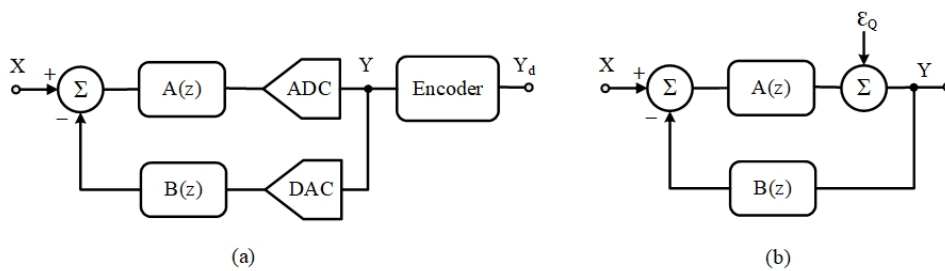 X
+
Σ
−
A(z)
ADC
Y
Encoder
Y_d
B(z)
DAC
(a)
ε_Q
X
+
Σ
−
A(z)
Σ
Y
B(z)
(b)